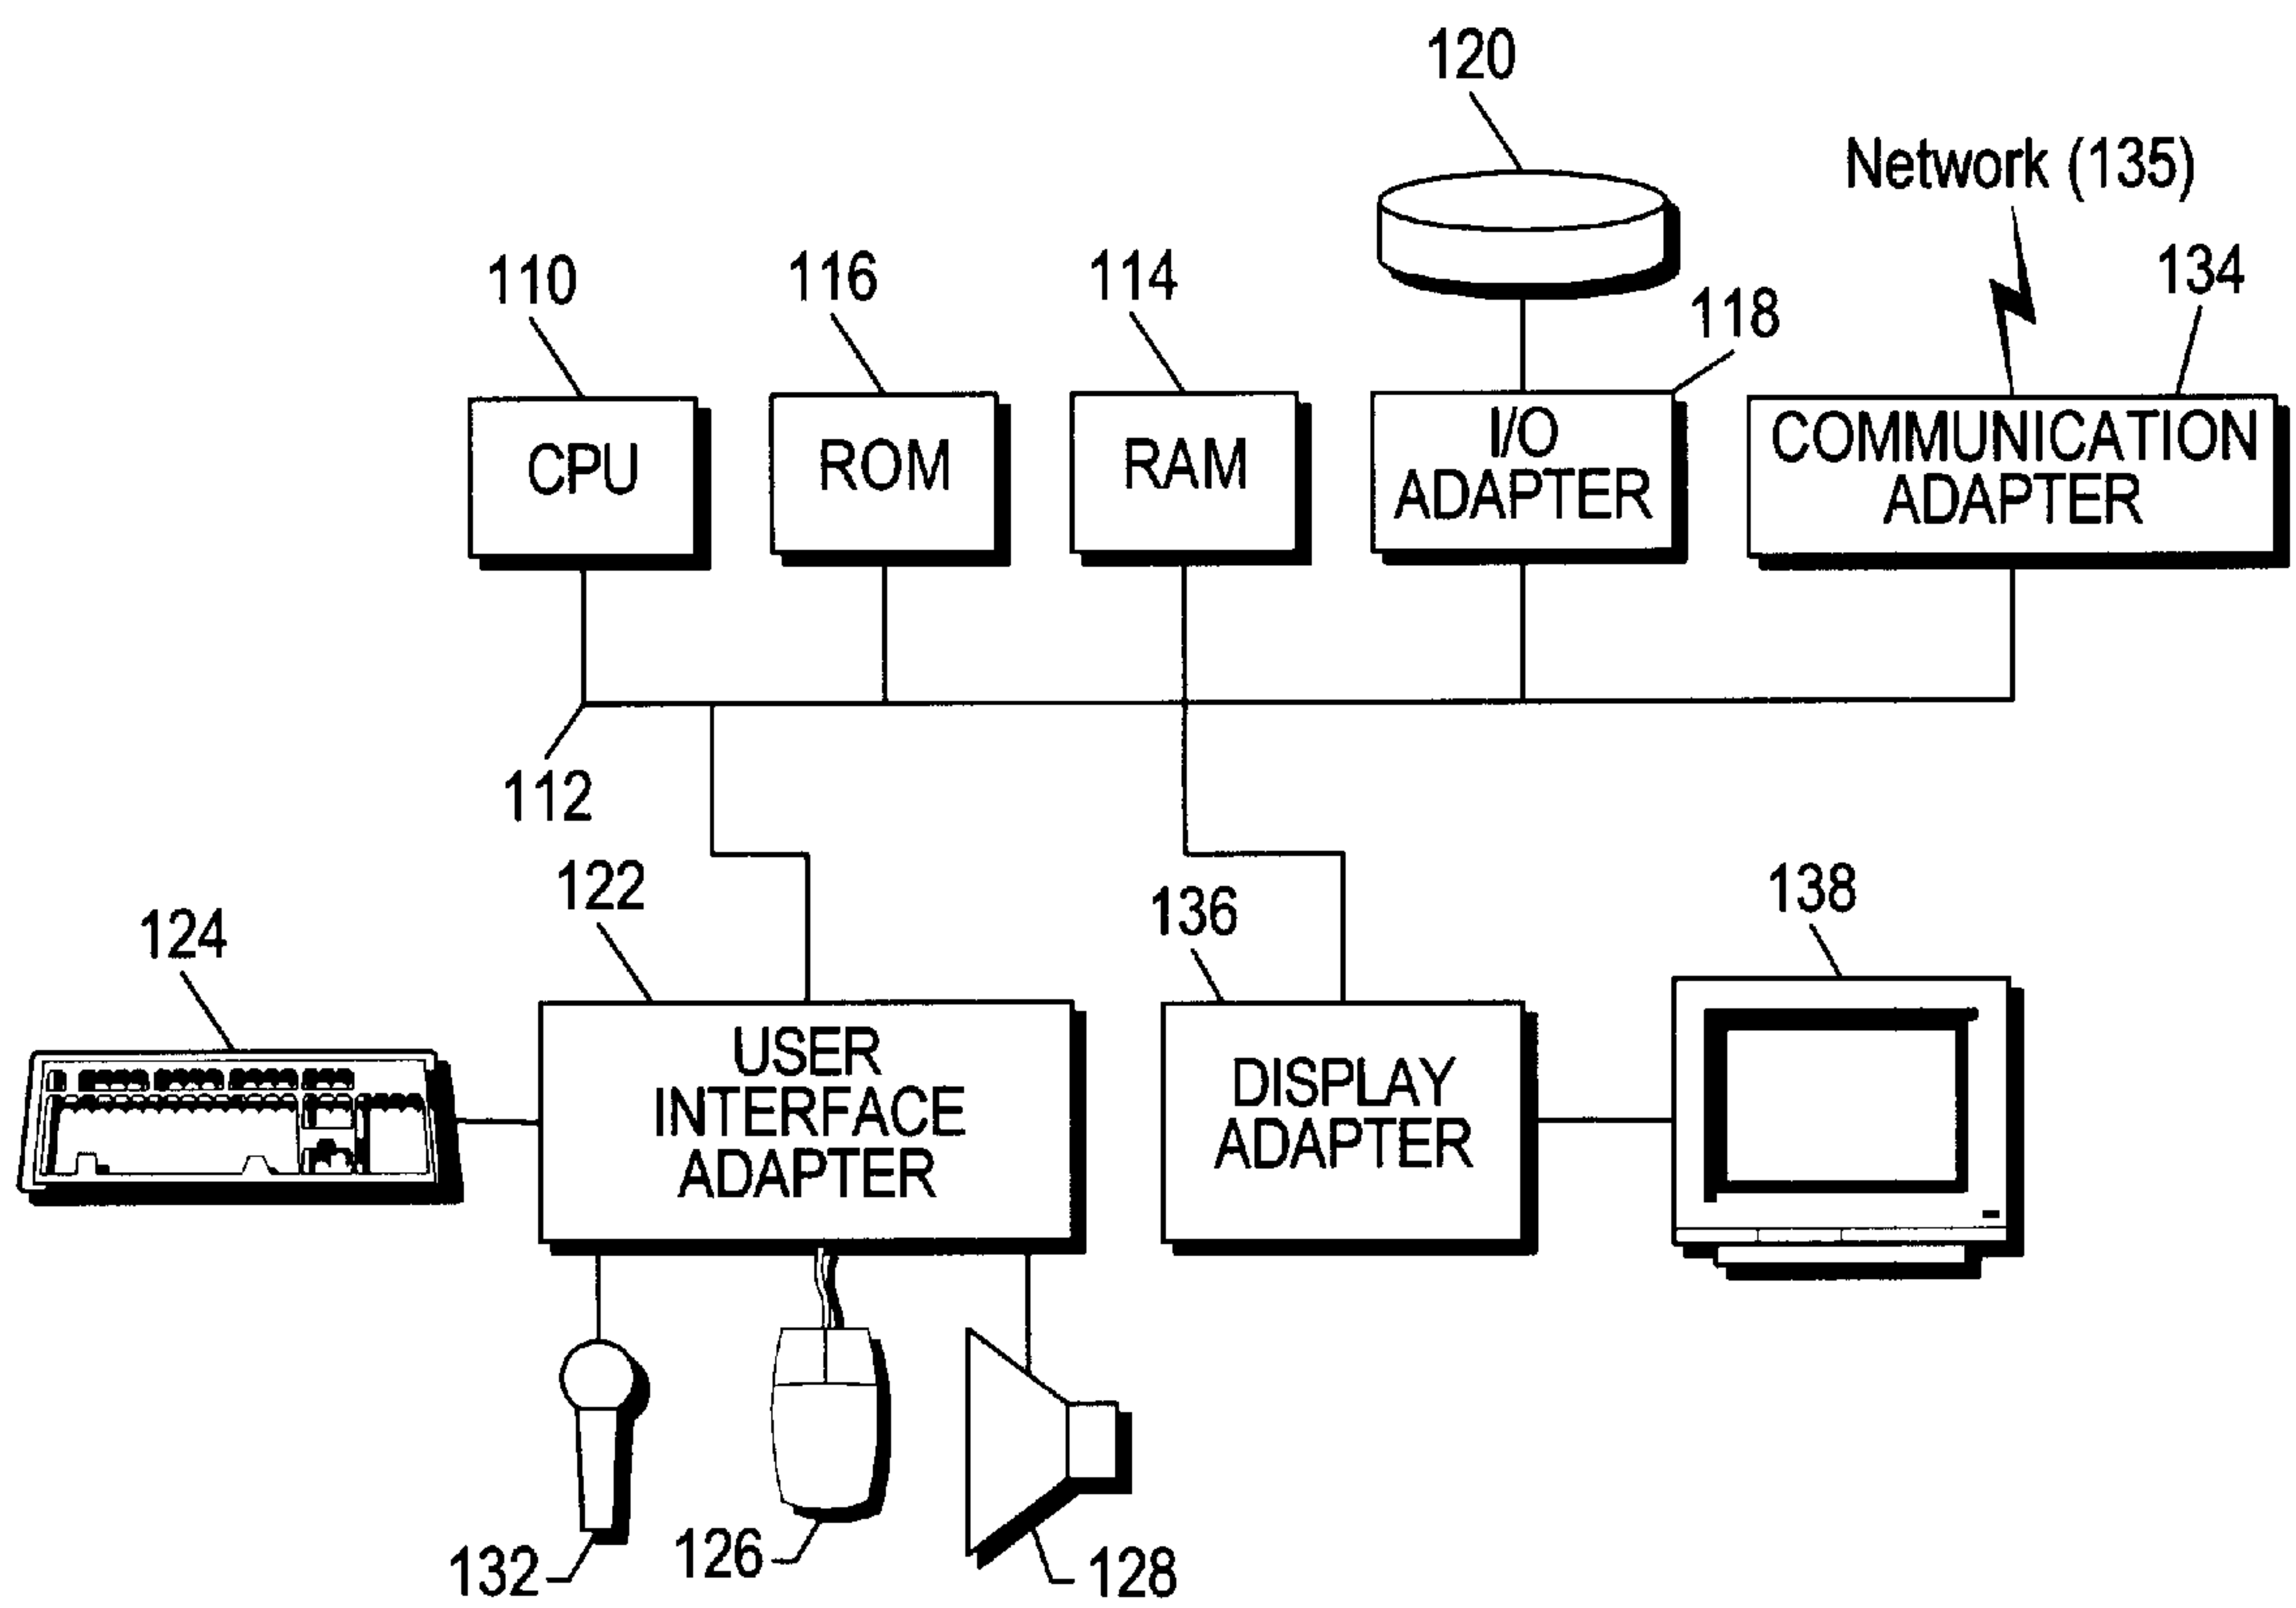 120
Network (135)
110
116
114
118
134
CPU
ROM
RAM
I/O
ADAPTER
COMMUNICATION
ADAPTER
112
122
136
138
124
USER
INTERFACE
ADAPTER
DISPLAY
ADAPTER
132
126
128